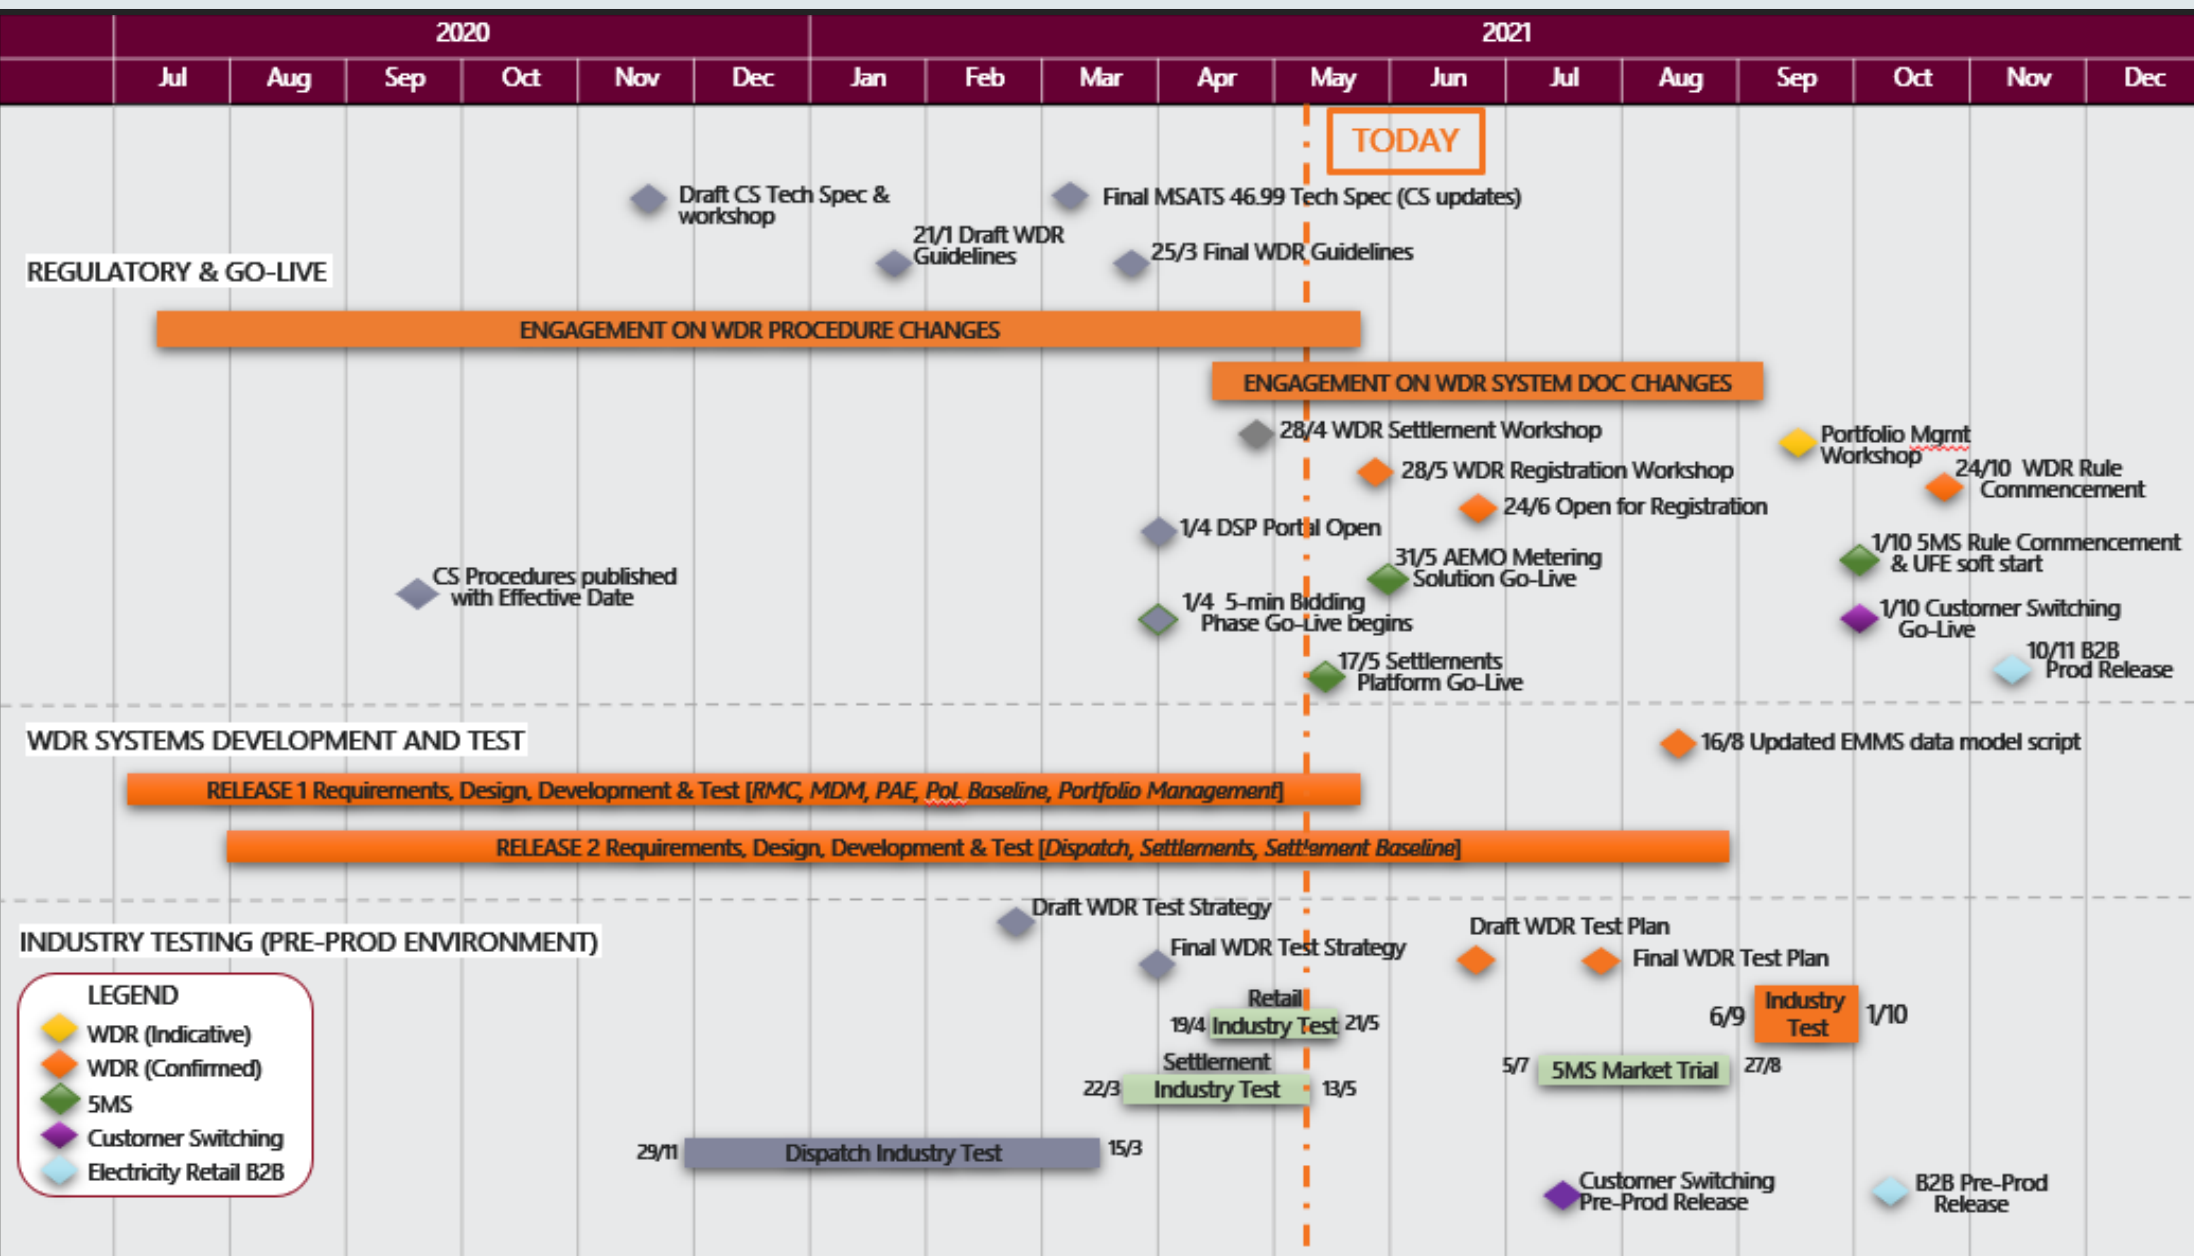 2020
2021
Jul
Aug
Sep
Oct
Nov
Dec
Jan
Feb
Mar
Apr
May
Jun
Jul
Aug
Sep
Oct
Nov
Dec
TODAY
Draft CS Tech Spec &
workshop
Final MSATS 46.99 Tech Spec (CS updates)
21/1 Draft WDR
Guidelines
25/3 Final WDR Guidelines
REGULATORY & GO-LIVE
ENGAGEMENT ON WDR PROCEDURE CHANGES
ENGAGEMENT ON WDR SYSTEM DOC CHANGES
28/4 WDR Settlement Workshop
Portfolio Mgmt
Workshop
28/5 WDR Registration Workshop
24/10 WDR Rule
Commencement
24/6 Open for Registration
1/4 DSP Portal Open
1/10 5MS Rule Commencement
& UFE soft start
31/5 AEMO Metering
Solution Go-Live
CS Procedures published
with Effective Date
1/4 5-min Bidding
Phase Go-Live begins
1/10 Customer Switching
Go-Live
17/5 Settlements
Platform Go-Live
10/11 B2B
Prod Release
WDR SYSTEMS DEVELOPMENT AND TEST
16/8 Updated EMMS data model script
RELEASE 1 Requirements, Design, Development & Test [RMC, MDM, PAE, PoL Baseline, Portfolio Management]
RELEASE 2 Requirements, Design, Development & Test [Dispatch, Settlements, Settlement Baseline]
Draft WDR Test Strategy
Draft WDR Test Plan
INDUSTRY TESTING (PRE-PROD ENVIRONMENT)
Final WDR Test Strategy
Final WDR Test Plan
Retail
19/4 Industry Test 21/5
6/9 Industry
Test 1/10
Settlement
22/3 Industry Test 13/5
5/7 5MS Market Trial 27/8
29/11 Dispatch Industry Test 15/3
Customer Switching
Pre-Prod Release
B2B Pre-Prod
Release
LEGEND
WDR (Indicative)
WDR (Confirmed)
5MS
Customer Switching
Electricity Retail B2B